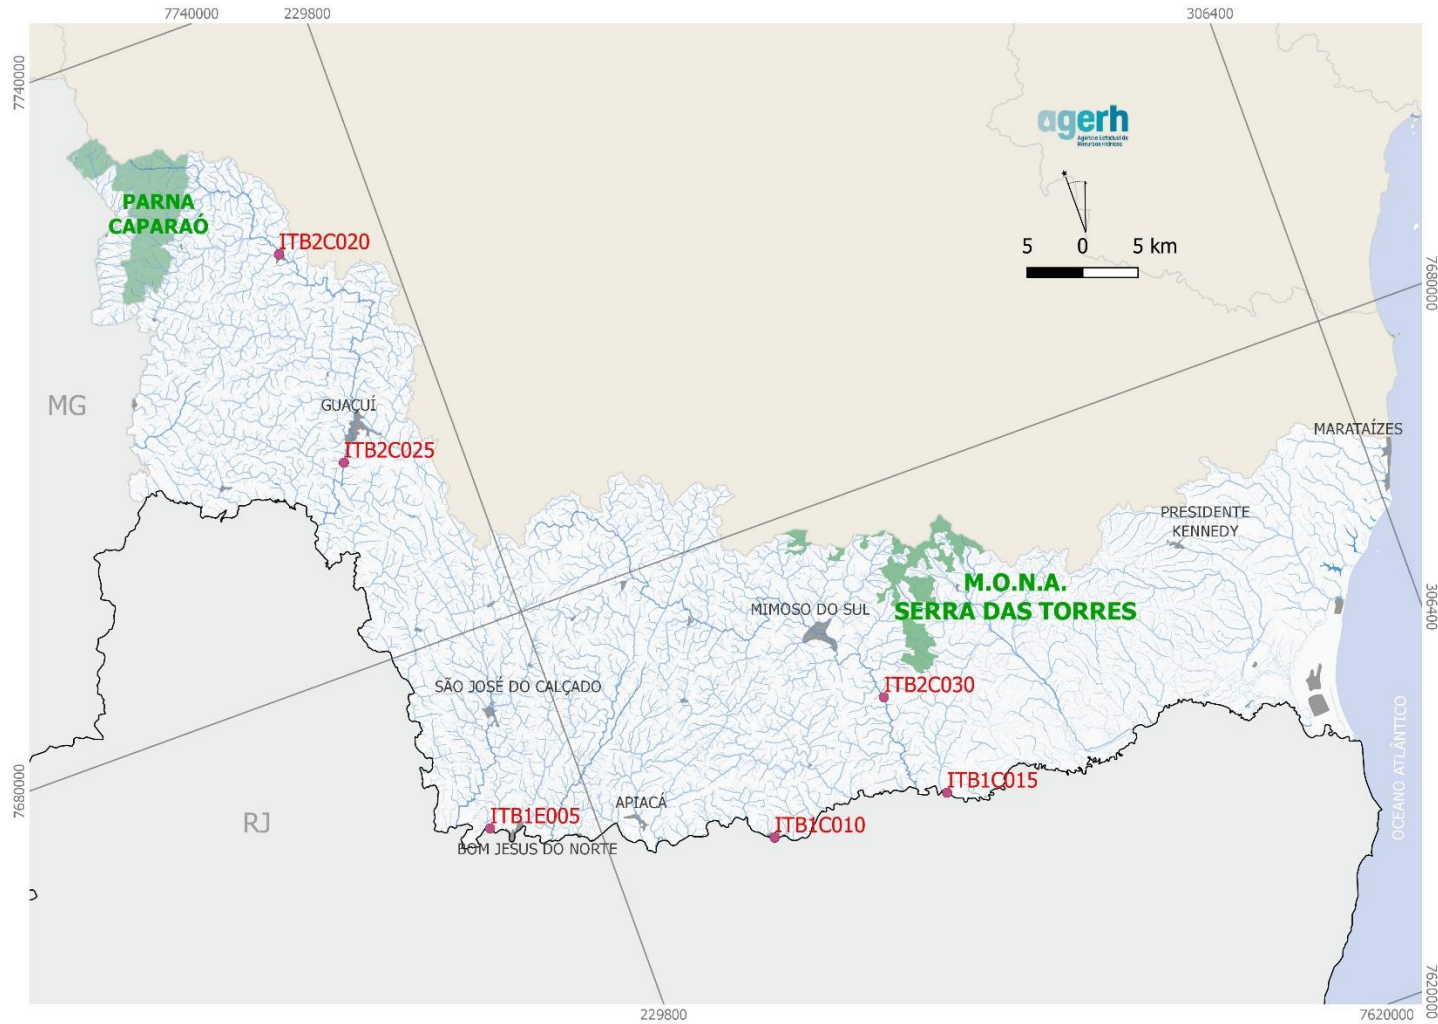 7740000
229800
306400
7740000
agerh
Agência Estadual de
Recursos Hídricos
PARNA
CAPARAÓ
ITB2C020
5 0 5 km
7680000
MG
GUAÇUÍ
ITB2C025
MARATAÍZES
PRESIDENTE
KENNEDY
M.O.N.A.
SERRA DAS TORRES
MIMOSO DO SUL
306400
SÃO JOSÉ DO CALÇADO
ITB2C030
OCEANO ATLÂNTICO
7680000
ITB1C015
APIACÁ
ITB1E005
RJ
ITB1C010
BOM JESUS DO NORTE
7620000
229800
7620000